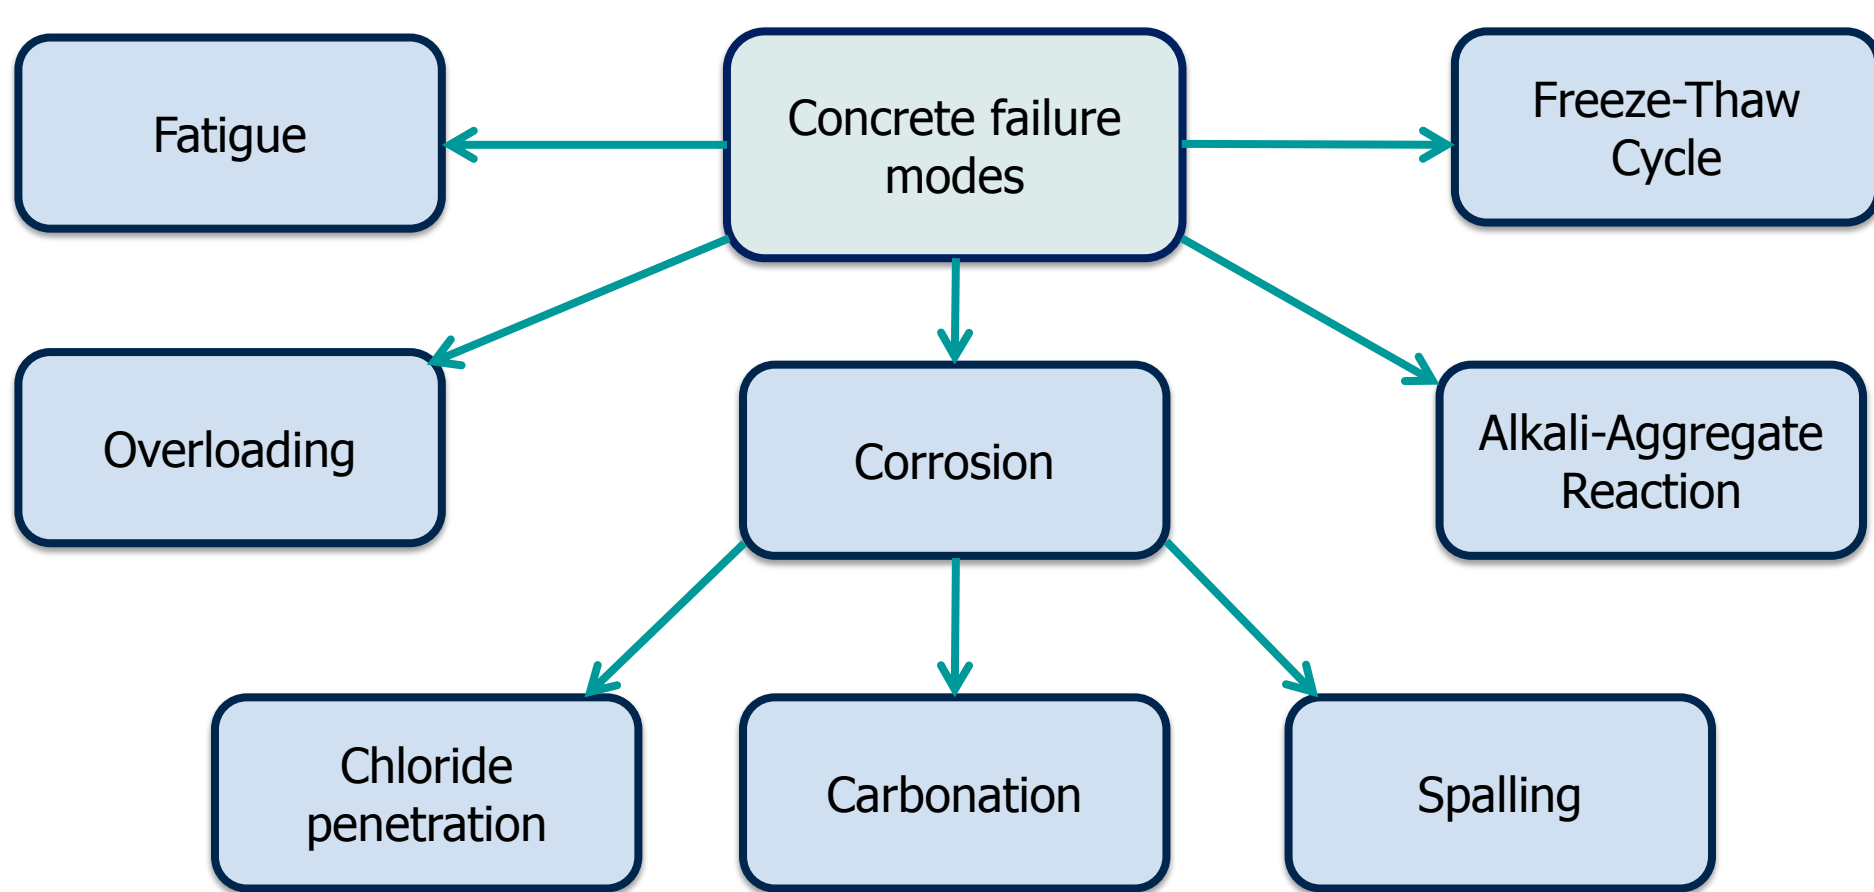 Fatigue
Concrete failure
modes
Freeze-Thaw
Cycle
Overloading
Corrosion
Alkali-Aggregate
Reaction
Chloride
penetration
Carbonation
Spalling